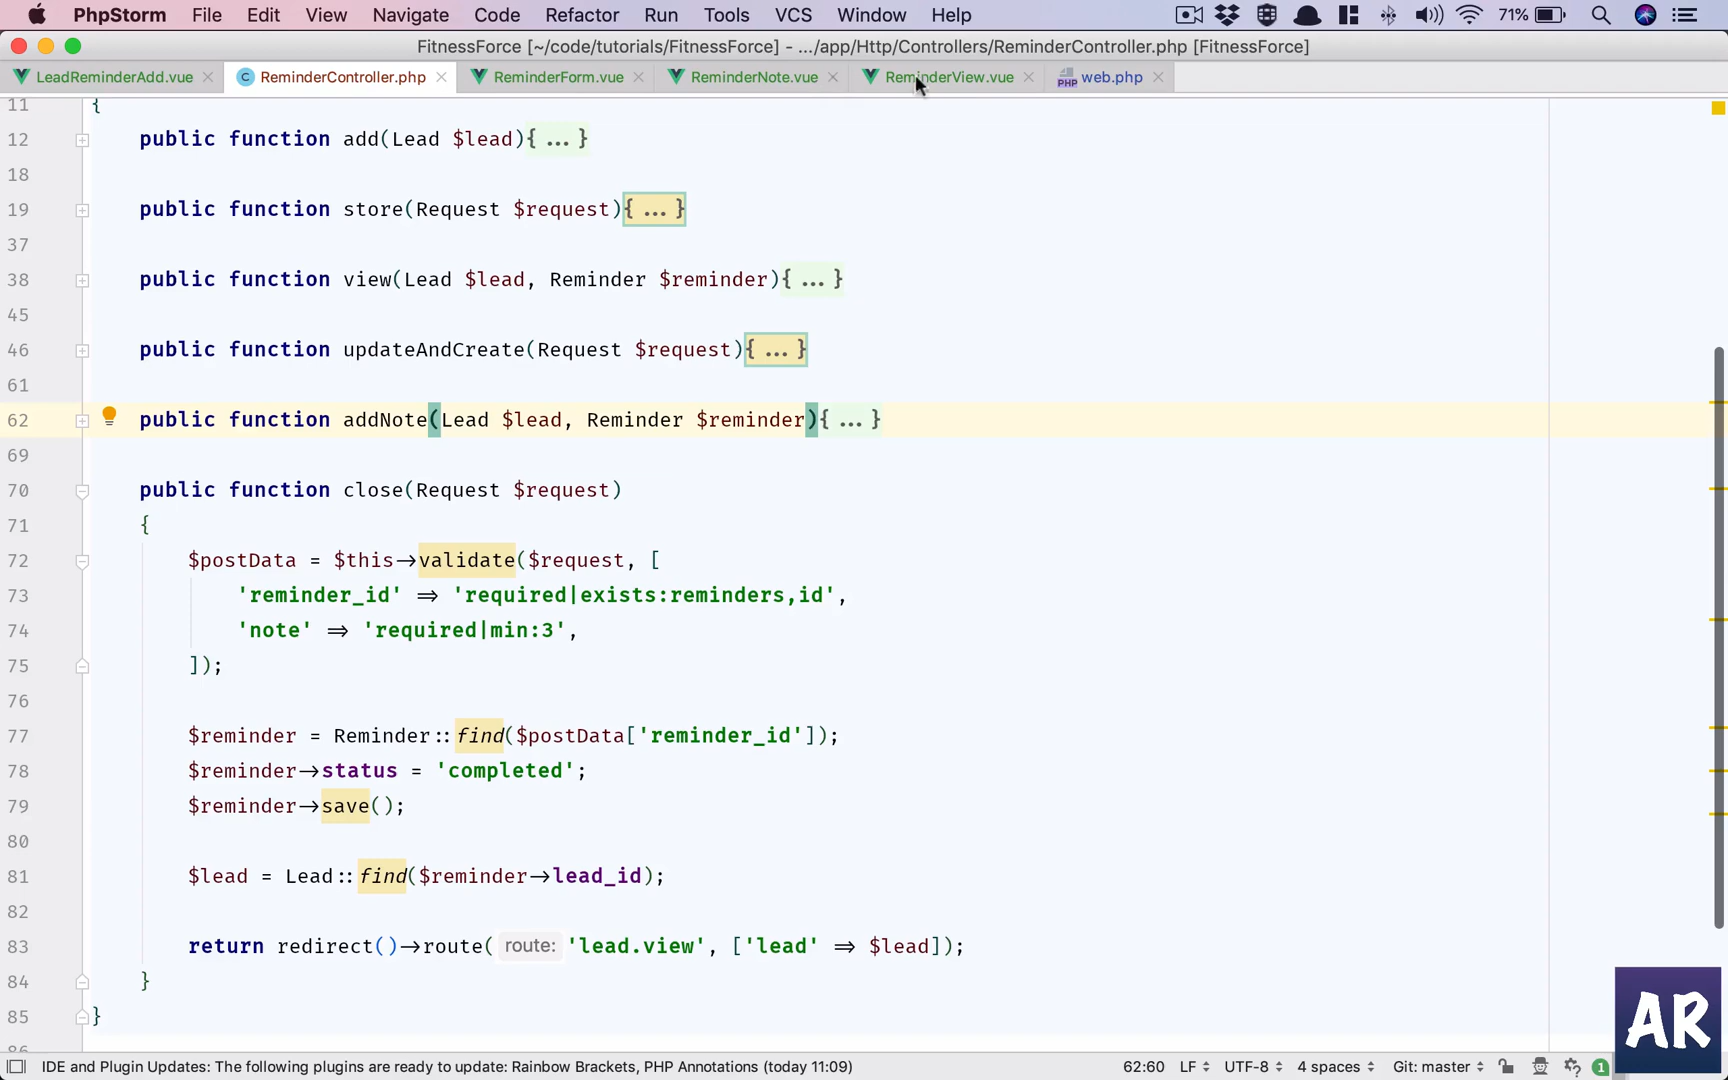 PhpStorm File Edit View Navigate Code Refactor Run Tools VCS Window Help 71%
FitnessForce [~/code/tutorials/FitnessForce] - .../app/Http/Controllers/ReminderController.php [FitnessForce]
LeadReminderAdd.vue C ReminderController.php ReminderForm.vue ReminderNote.vue ReminderView.vue PHP web.php
11 {
12 public function add(Lead $lead){ ... }
18
19 public function store(Request $request){ ... }
37
38 public function view(Lead $lead, Reminder $reminder){ ... }
45
46 public function updateAndCreate(Request $request){ ... }
61
62 public function addNote(Lead $lead, Reminder $reminder){ ... }
69
70 public function close(Request $request)
71 {
72 $postData = $this→validate($request, [
73 'reminder_id' ⇒ 'required|exists:reminders,id',
74 'note' ⇒ 'required|min:3',
75 ]);
76
77 $reminder = Reminder::find($postData['reminder_id']);
78 $reminder→status = 'completed';
79 $reminder→save();
80
81 $lead = Lead::find($reminder→lead_id);
82
83 return redirect()→route( route: 'lead.view', ['lead' ⇒ $lead]);
84 }
85 }
86
AR
IDE and Plugin Updates: The following plugins are ready to update: Rainbow Brackets, PHP Annotations (today 11:09) 62:60 LF UTF-8 4 spaces Git: master 1